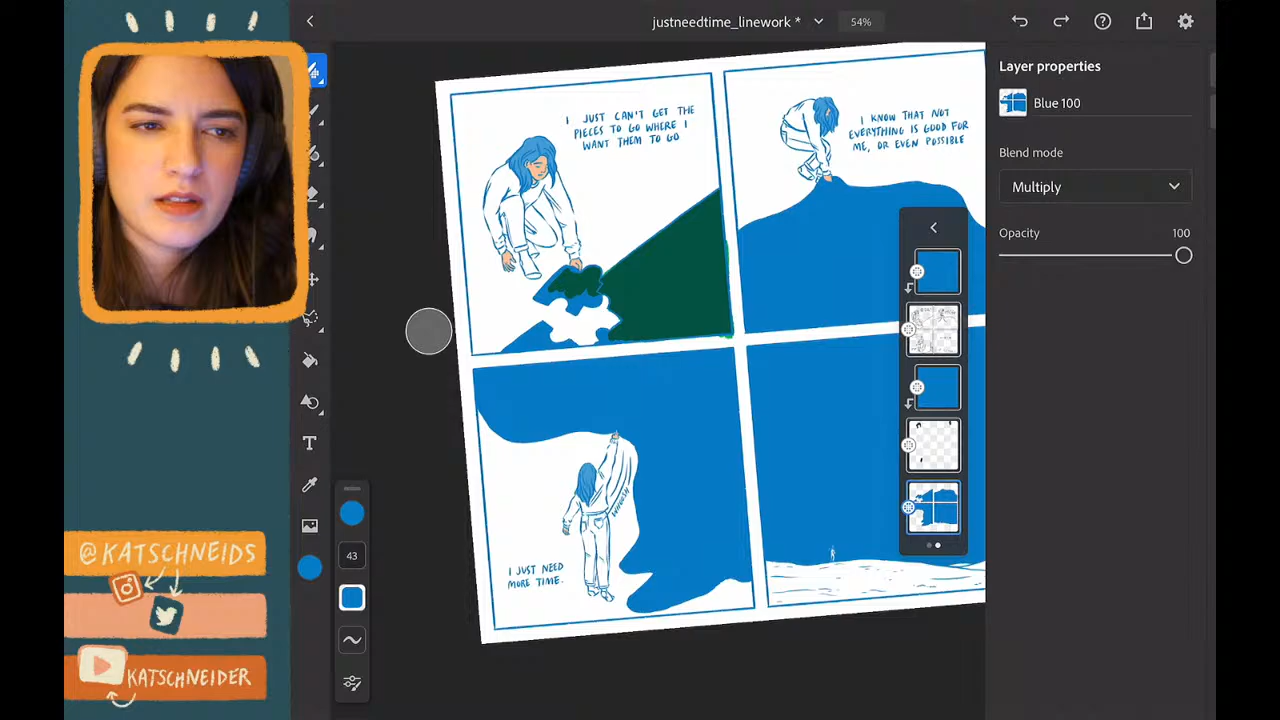 justneedtime_linework *
54%
Layer properties
Blue 100
Blend mode
Multiply
Opacity
100
I JUST CAN'T GET THE
PIECES TO GO WHERE I
WANT THEM TO GO
I KNOW THAT NOT
EVERYTHING IS GOOD FOR
ME, OR EVEN POSSIBLE
I JUST NEED
MORE TIME.
T
43
@KATSCHNEIDS
KATSCHNEIDER